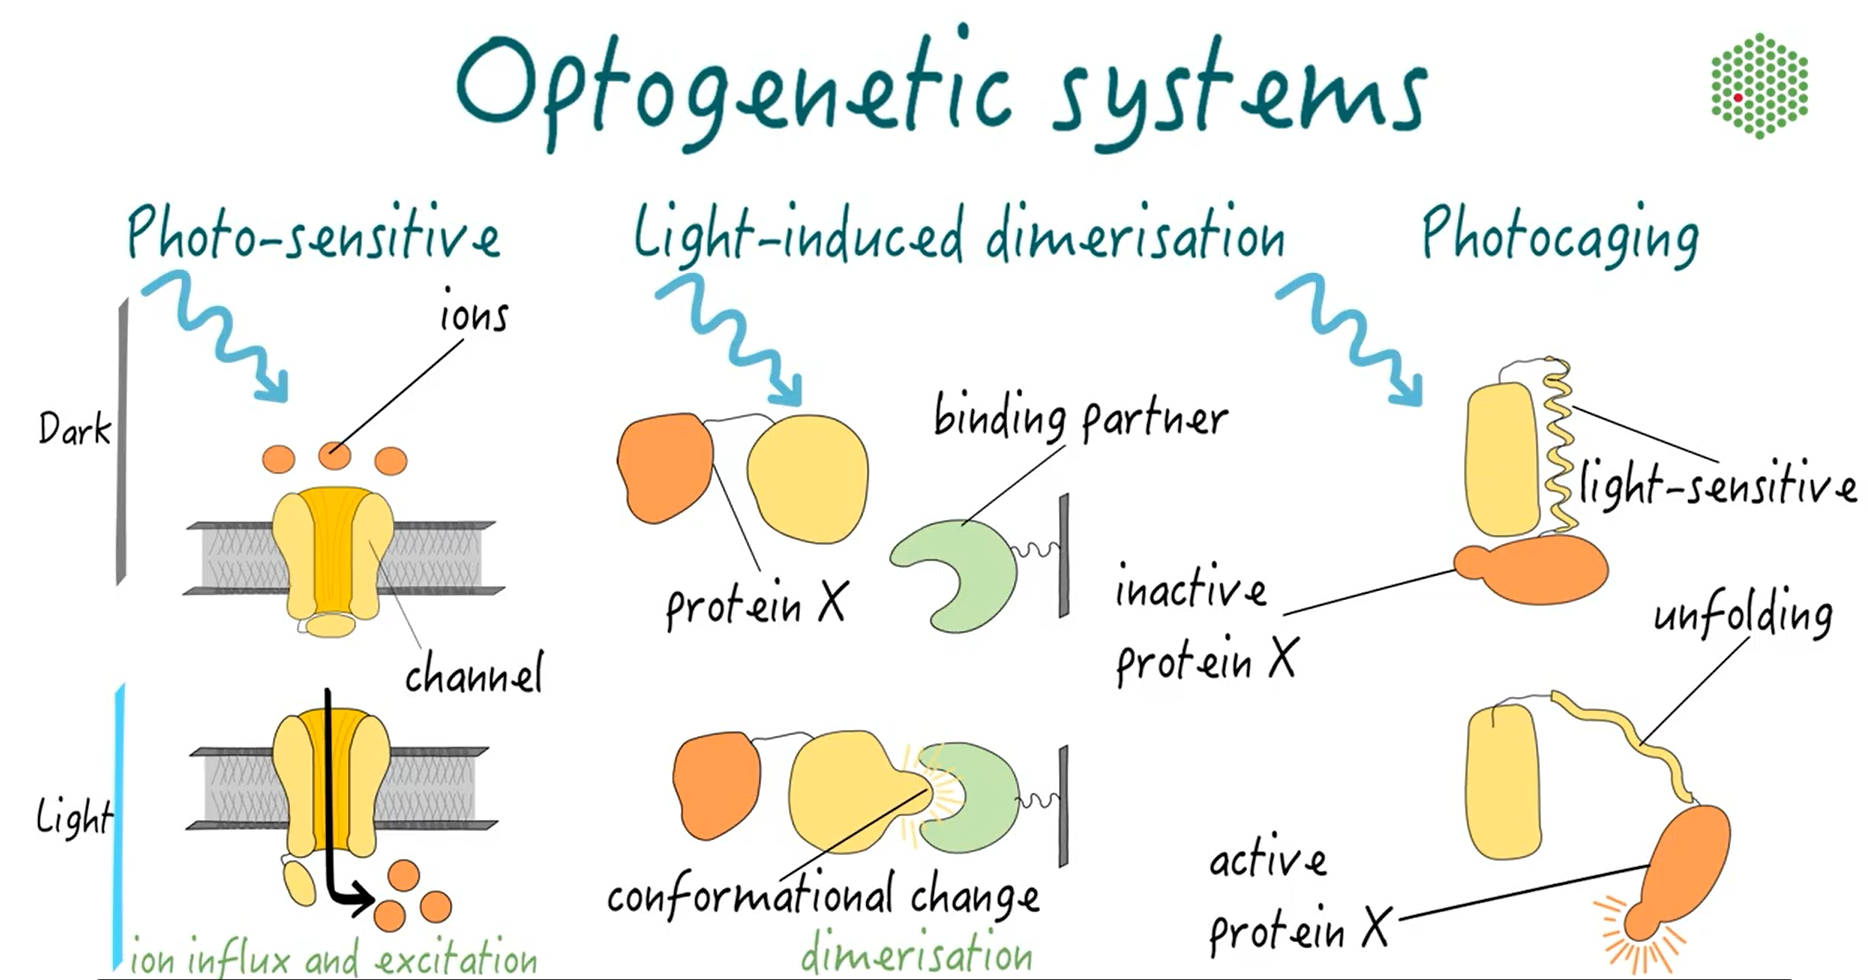 Optogenetic systems
Photo-sensitive
Light-induced dimerisation
Photocaging
ions
Dark
binding partner
light-sensitive
protein X
inactive
protein X
unfolding
channel
Light
conformational change
active
protein X
ion influx and excitation
dimerisation